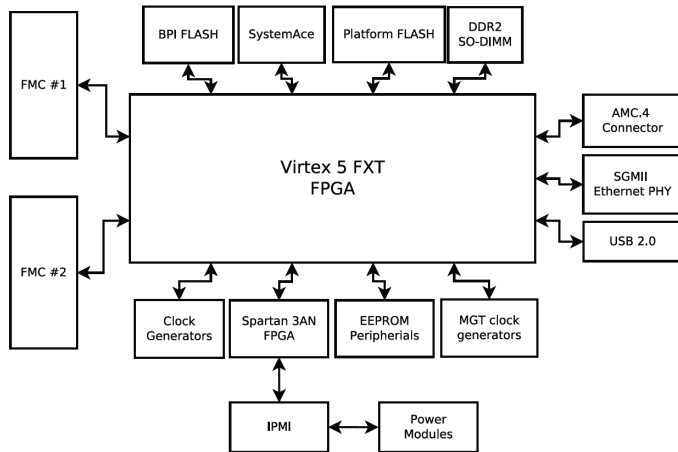 BPI FLASH
SystemAce
Platform FLASH
DDR2
SO-DIMM
FMC #1
AMC.4
Connector
Virtex 5 FXT
FPGA
SGMII
Ethernet PHY
FMC #2
USB 2.0
Clock
Generators
Spartan 3AN
FPGA
EEPROM
Peripherials
MGT clock
generators
IPMI
Power
Modules